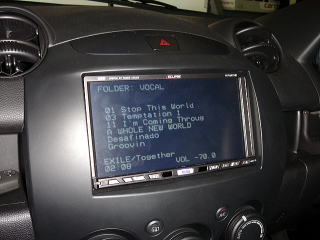 ECLIPSE
FOLDER: VOCAL
01 Stop This World
03 Temptation 1
11 I'm Coming Throug
A WHOLE NEW WORLD
Desafinado
Groovin
EXILE/Together VOL -70.0
02:08